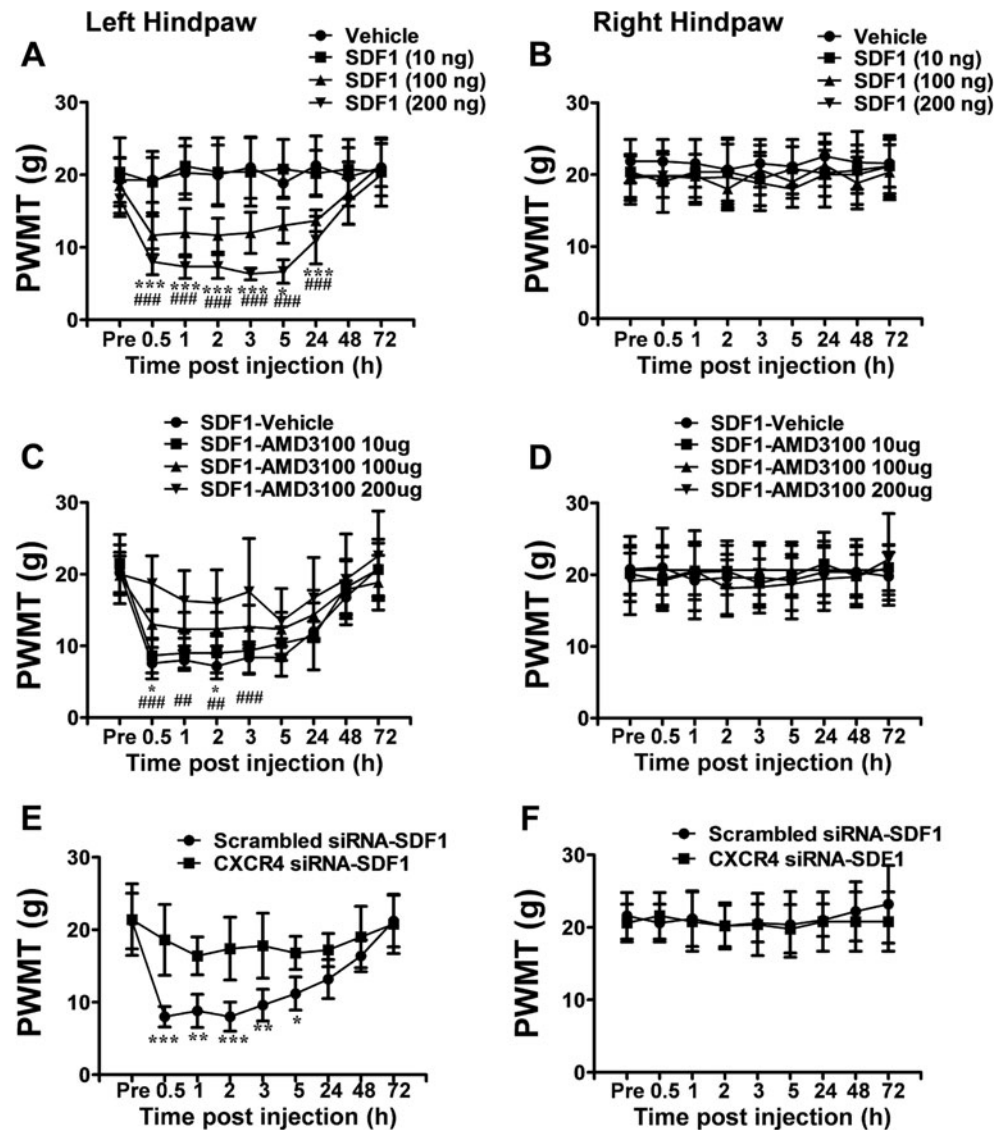 Left Hindpaw
Right Hindpaw
A
Vehicle
SDF1 (10 ng)
SDF1 (100 ng)
SDF1 (200 ng)
PWMT (g)
30
20
10
0
*** *** *** *** * ***
### ### ### ### ### ###
Pre 0.5 1 2 3 5 24 48 72
Time post injection (h)
B
Vehicle
SDF1 (10 ng)
SDF1 (100 ng)
SDF1 (200 ng)
PWMT (g)
30
20
10
0
Pre 0.5 1 2 3 5 24 48 72
Time post injection (h)
C
SDF1-Vehicle
SDF1-AMD3100 10ug
SDF1-AMD3100 100ug
SDF1-AMD3100 200ug
PWMT (g)
30
20
10
0
* *
### ## ## ###
Pre 0.5 1 2 3 5 24 48 72
Time post injection (h)
D
SDF1-Vehicle
SDF1-AMD3100 10ug
SDF1-AMD3100 100ug
SDF1-AMD3100 200ug
PWMT (g)
30
20
10
0
Pre 0.5 1 2 3 5 24 48 72
Time post injection (h)
E
Scrambled siRNA-SDF1
CXCR4 siRNA-SDF1
PWMT (g)
30
20
10
0
*** ** *** ** *
Pre 0.5 1 2 3 5 24 48 72
Time post injection (h)
F
Scrambled siRNA-SDF1
CXCR4 siRNA-SDE1
PWMT (g)
30
20
10
0
Pre 0.5 1 2 3 5 24 48 72
Time post injection (h)